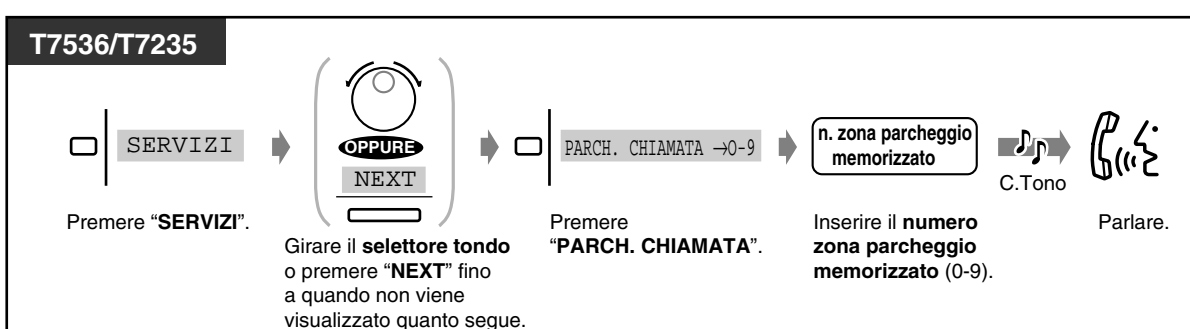 T7536/T7235
SERVIZI
OPPURE
NEXT
PARCH. CHIAMATA →0-9
n. zona parcheggio
memorizzato
C.Tono
Premere “SERVIZI”.
Girare il selettore tondo
o premere “NEXT” fino
a quando non viene
visualizzato quanto segue.
Premere
“PARCH. CHIAMATA”.
Inserire il numero
zona parcheggio
memorizzato (0-9).
Parlare.